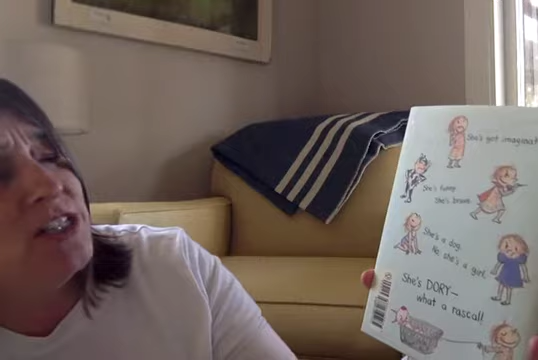 She's got imagination
She's funny.
She's brave.
She's a dog.
No, she's a girl.
She's DORY—
what a rascal!